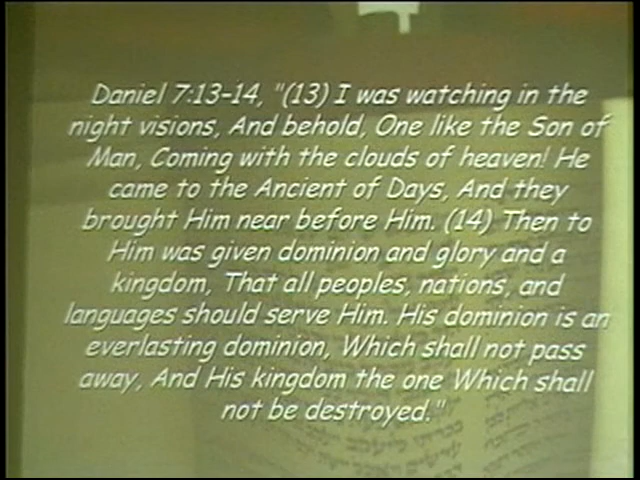 Daniel 7:13-14, "(13) I was watching in the
night visions, And behold, One like the Son of
Man, Coming with the clouds of heaven! He
came to the Ancient of Days, And they
brought Him near before Him. (14) Then to
Him was given dominion and glory and a
kingdom, That all peoples, nations, and
languages should serve Him. His dominion is an
everlasting dominion, Which shall not pass
away, And His kingdom the one Which shall
not be destroyed."